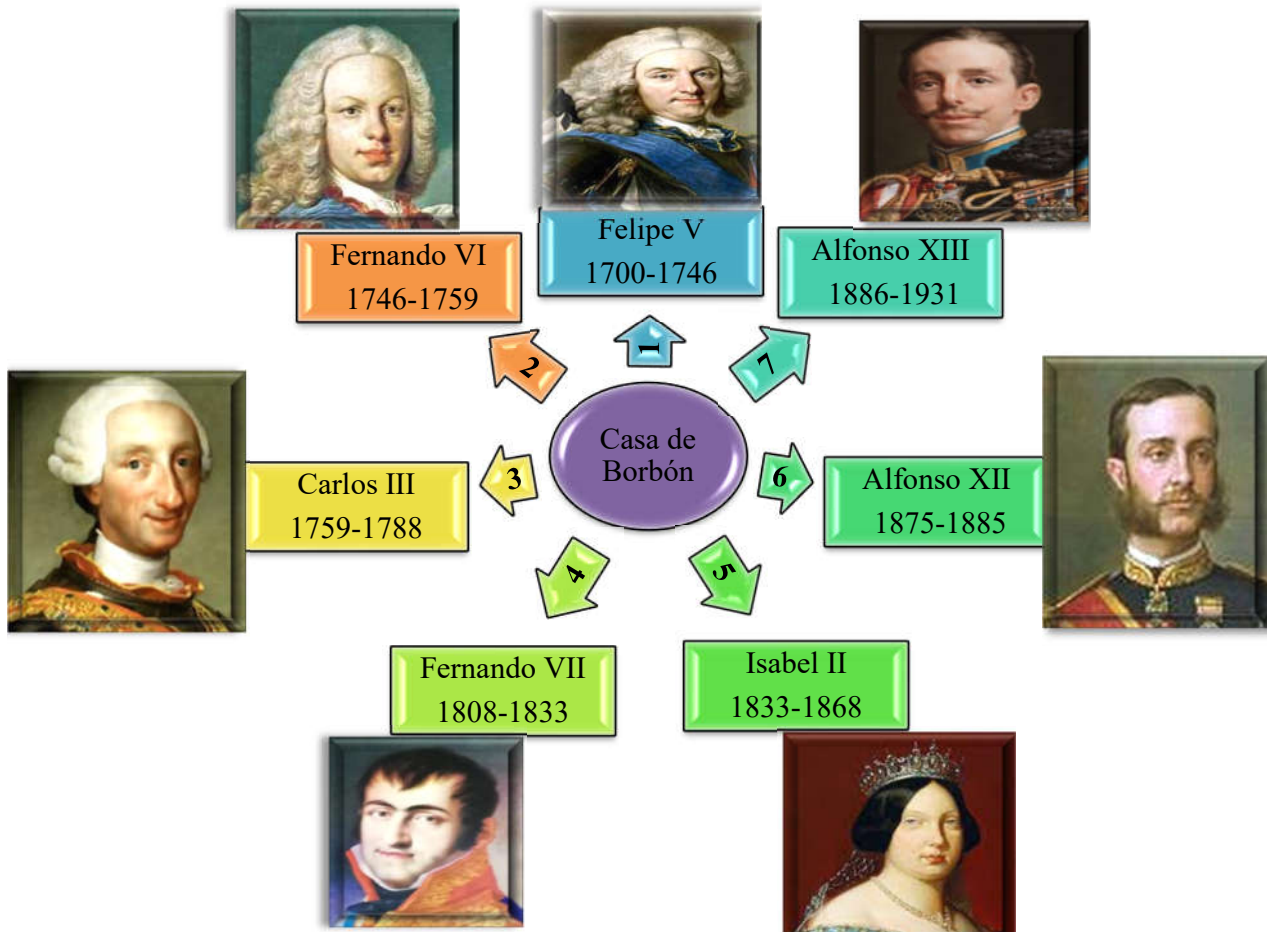 Felipe V
1700-1746
Fernando VI
1746-1759
Alfonso XIII
1886-1931
1
2
7
Casa de
Borbón
Carlos III
1759-1788
3
6
Alfonso XII
1875-1885
4
5
Fernando VII
1808-1833
Isabel II
1833-1868